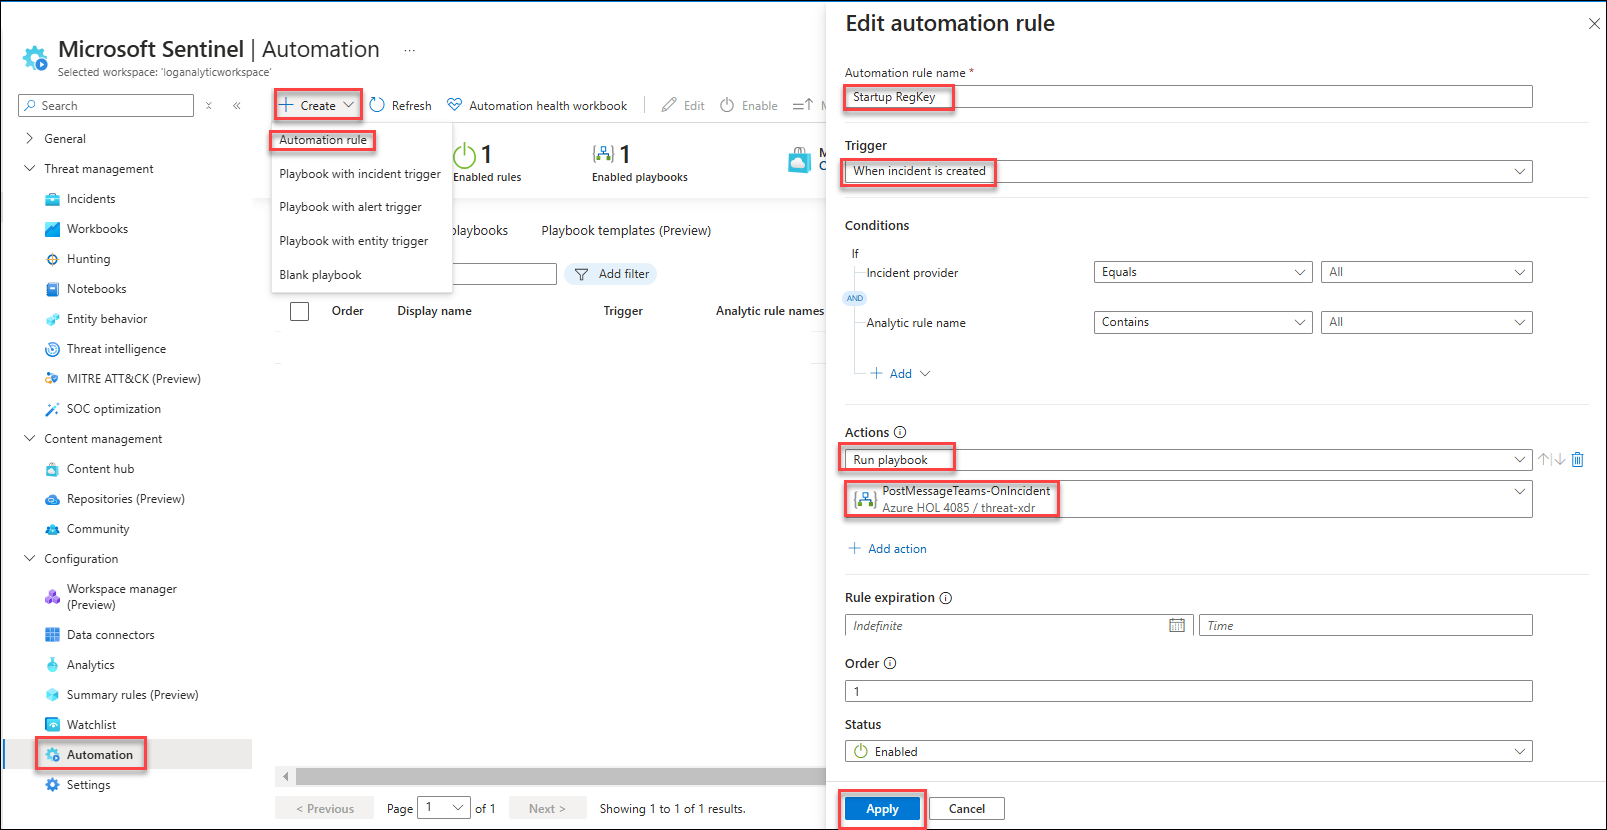 Microsoft Sentinel | Automation ...
Selected workspace: 'loganalyticworkspace'
Search
General
Threat management
Incidents
Workbooks
Hunting
Notebooks
Entity behavior
Threat intelligence
MITRE ATT&CK (Preview)
SOC optimization
Content management
Content hub
Repositories (Preview)
Community
Configuration
Workspace manager
(Preview)
Data connectors
Analytics
Summary rules (Preview)
Watchlist
Automation
Settings
Create
Refresh
Automation health workbook
Edit
Enable
Automation rule
Playbook with incident trigger
Playbook with alert trigger
Playbook with entity trigger
Blank playbook
1
Enabled rules
1
Enabled playbooks
playbooks
Playbook templates (Preview)
Add filter
Order
Display name
Trigger
Analytic rule names
< Previous
Page 1 of 1
Next >
Showing 1 to 1 of 1 results.
Edit automation rule
Automation rule name *
Startup RegKey
Trigger
When incident is created
Conditions
If
Incident provider
Equals
All
AND
Analytic rule name
Contains
All
Add
Actions
Run playbook
PostMessageTeams-OnIncident
Azure HOL 4085 / threat-xdr
Add action
Rule expiration
Indefinite
Time
Order
1
Status
Enabled
Apply
Cancel